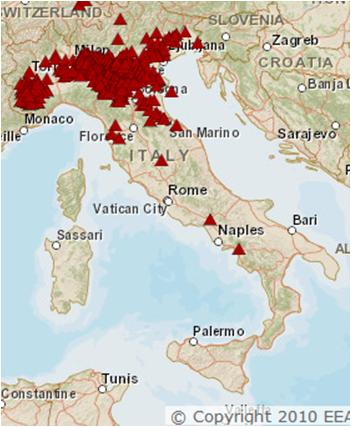 SWITZERLAND
SLOVENIA
Zagreb
Milan
Ljubljana
CROATIA
Banja L
Monaco
Florence
San Marino
Sarajevo
ITALY
Rome
Vatican City
Bari
Naples
Sassari
AL
Palermo
Tunis
Constantine
© Copyright 2010 EEA